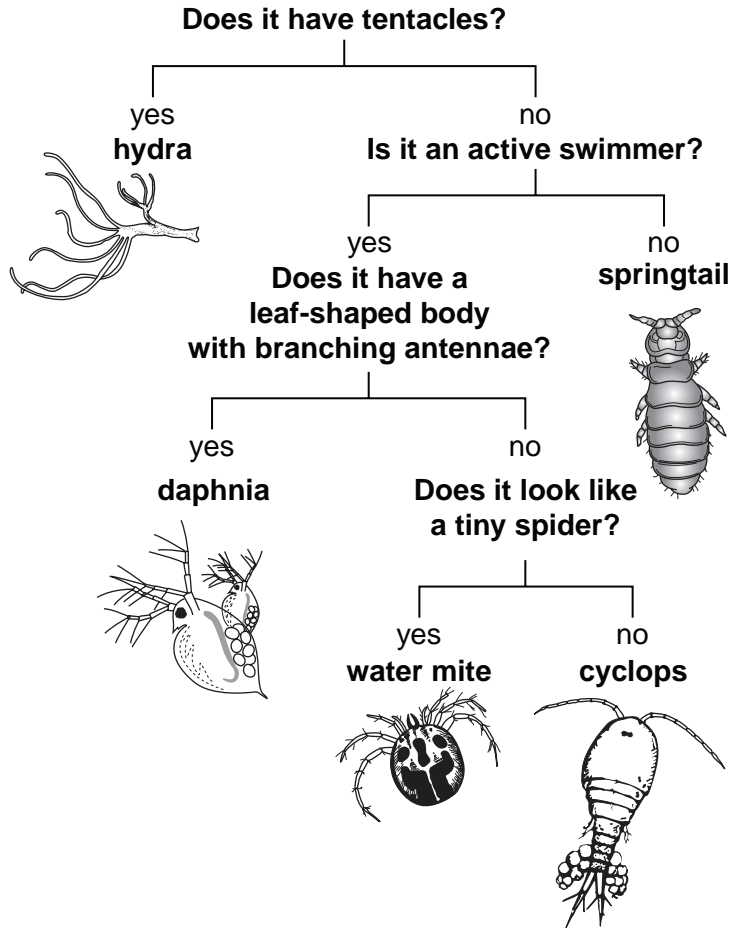 Does it have tentacles?
yes
no
hydra
Is it an active swimmer?
yes
no
Does it have a
leaf-shaped body
with branching antennae?
springtail
yes
no
daphnia
Does it look like
a tiny spider?
yes
no
water mite
cyclops